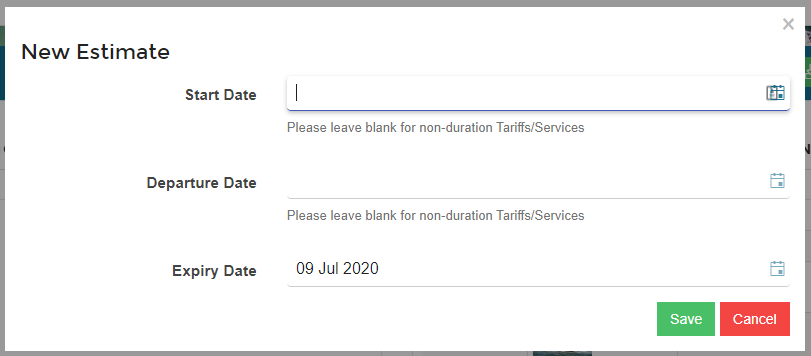 New Estimate
Start Date
Please leave blank for non-duration Tariffs/Services
Departure Date
Please leave blank for non-duration Tariffs/Services
Expiry Date 09 Jul 2020
Save Cancel